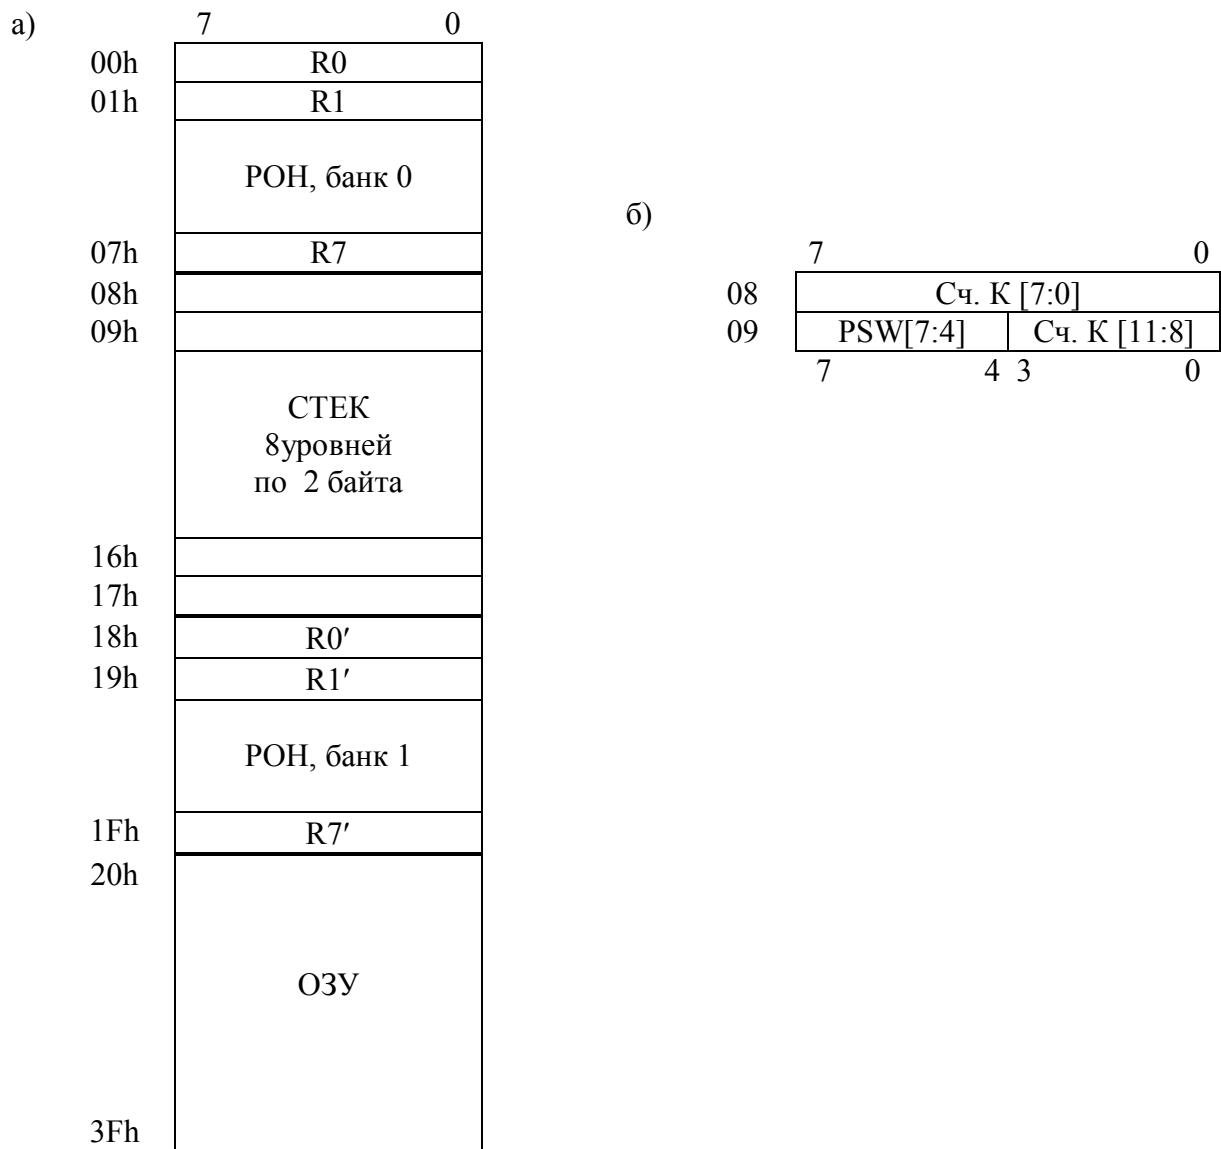 а)
7 0
00h R0
01h R1
РОН, банк 0
07h R7
08h
09h
СТЕК
8уровней
по 2 байта
16h
17h
18h R0′
19h R1′
РОН, банк 1
1Fh R7′
20h
ОЗУ
3Fh
б)
7 0
08 Сч. К [7:0]
09 PSW[7:4] Сч. К [11:8]
7 4 3 0